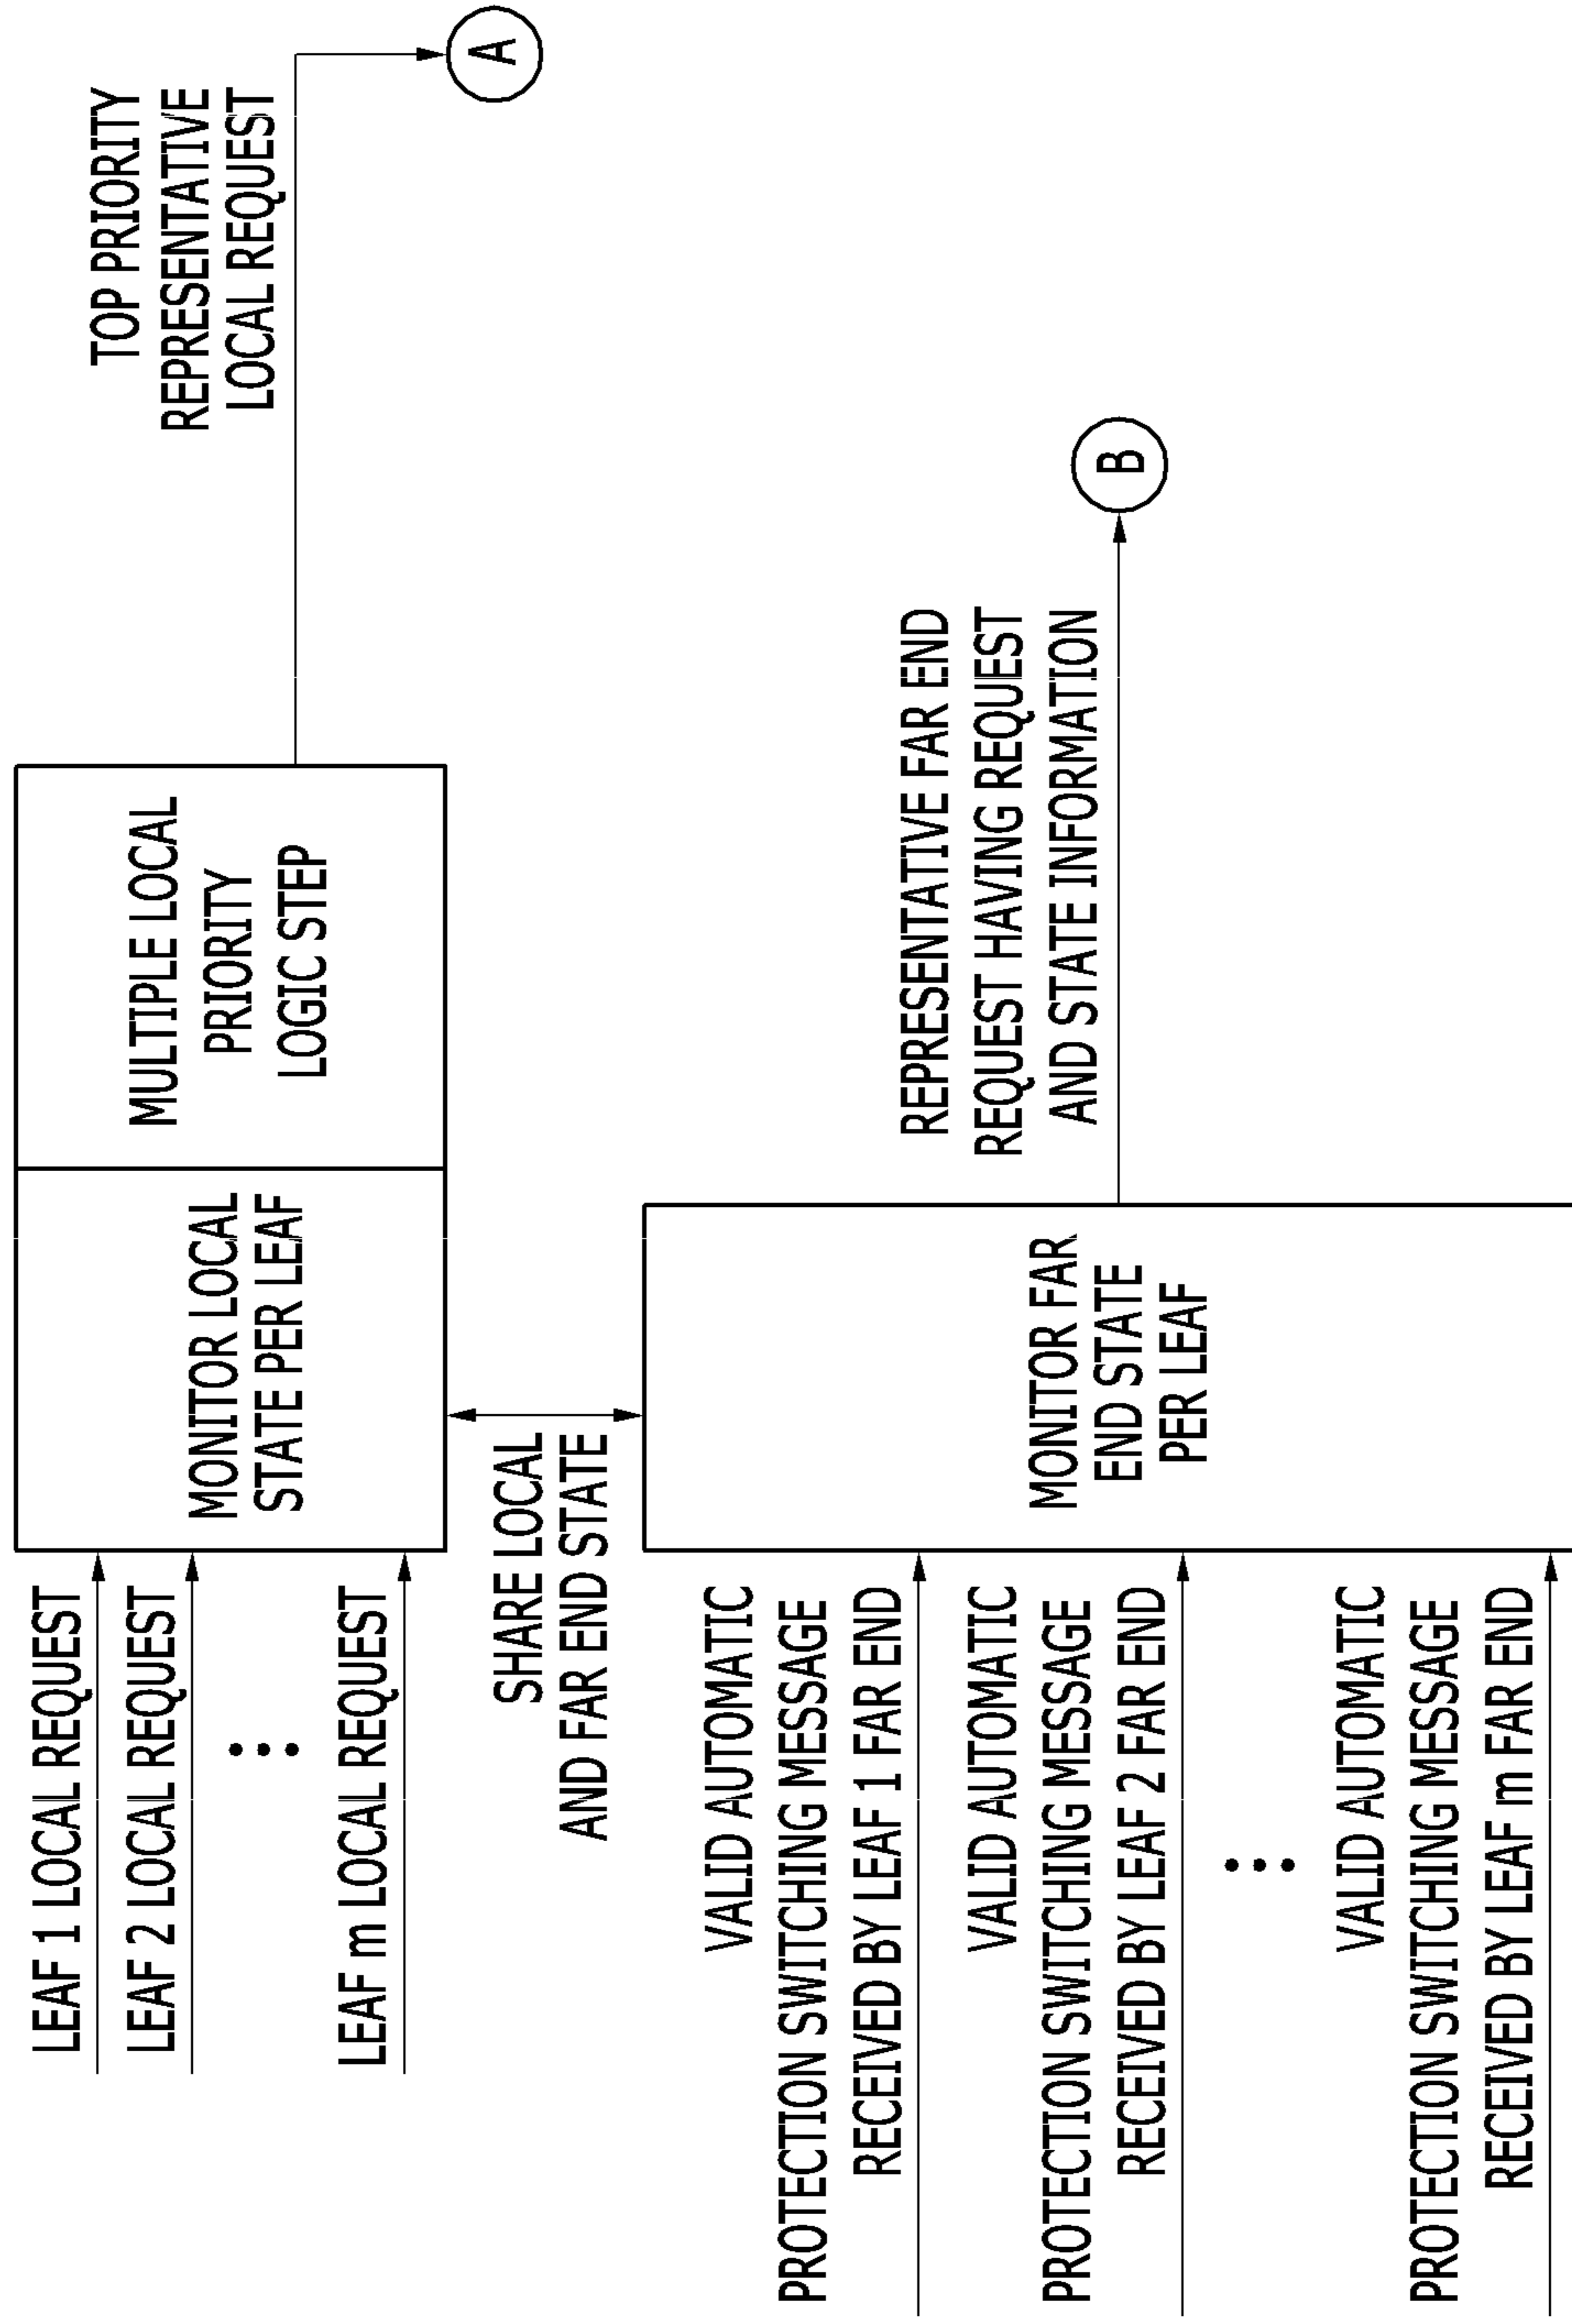 LEAF 1 LOCAL REQUEST
LEAF 2 LOCAL REQUEST
LEAF m LOCAL REQUEST
MONITOR LOCAL
STATE PER LEAF
MULTIPLE LOCAL
PRIORITY
LOGIC STEP
TOP PRIORITY
REPRESENTATIVE
LOCAL REQUEST
A
SHARE LOCAL
AND FAR END STATE
VALID AUTOMATIC
PROTECTION SWITCHING MESSAGE
RECEIVED BY LEAF 1 FAR END
VALID AUTOMATIC
PROTECTION SWITCHING MESSAGE
RECEIVED BY LEAF 2 FAR END
VALID AUTOMATIC
PROTECTION SWITCHING MESSAGE
RECEIVED BY LEAF m FAR END
MONITOR FAR
END STATE
PER LEAF
REPRESENTATIVE FAR END
REQUEST HAVING REQUEST
AND STATE INFORMATION
B